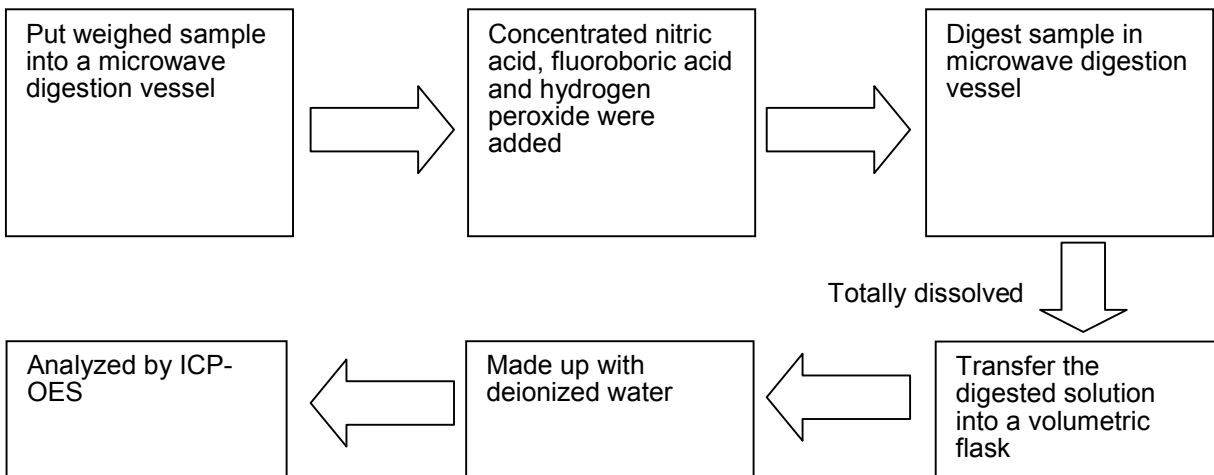 Put weighed sample
into a microwave
digestion vessel
Concentrated nitric
acid, fluoroboric acid
and hydrogen
peroxide were
added
Digest sample in
microwave digestion
vessel
Totally dissolved
Transfer the
digested solution
into a volumetric
flask
Made up with
deionized water
Analyzed by ICP-
OES